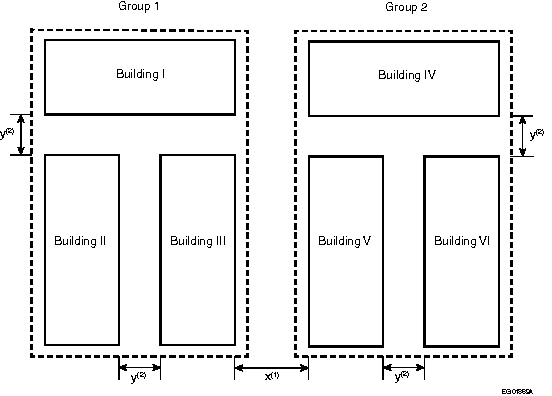 Group 1
Group 2
Building I
Building IV
y(2)
y(2)
Building II
Building III
Building V
Building VI
y(2)
x(1)
y(2)